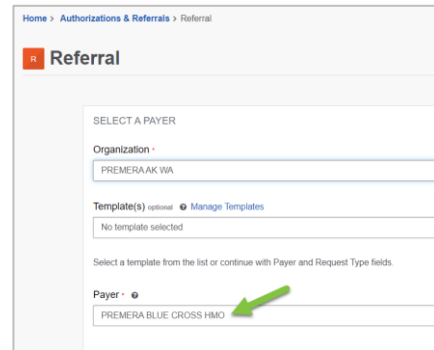 Home > Authorizations & Referrals > Referral
R Referral
SELECT A PAYER
Organization *
PREMERA AK WA
Template(s) optional ? Manage Templates
No template selected
Select a template from the list or continue with Payer and Request Type fields.
Payer * ?
PREMERA BLUE CROSS HMO